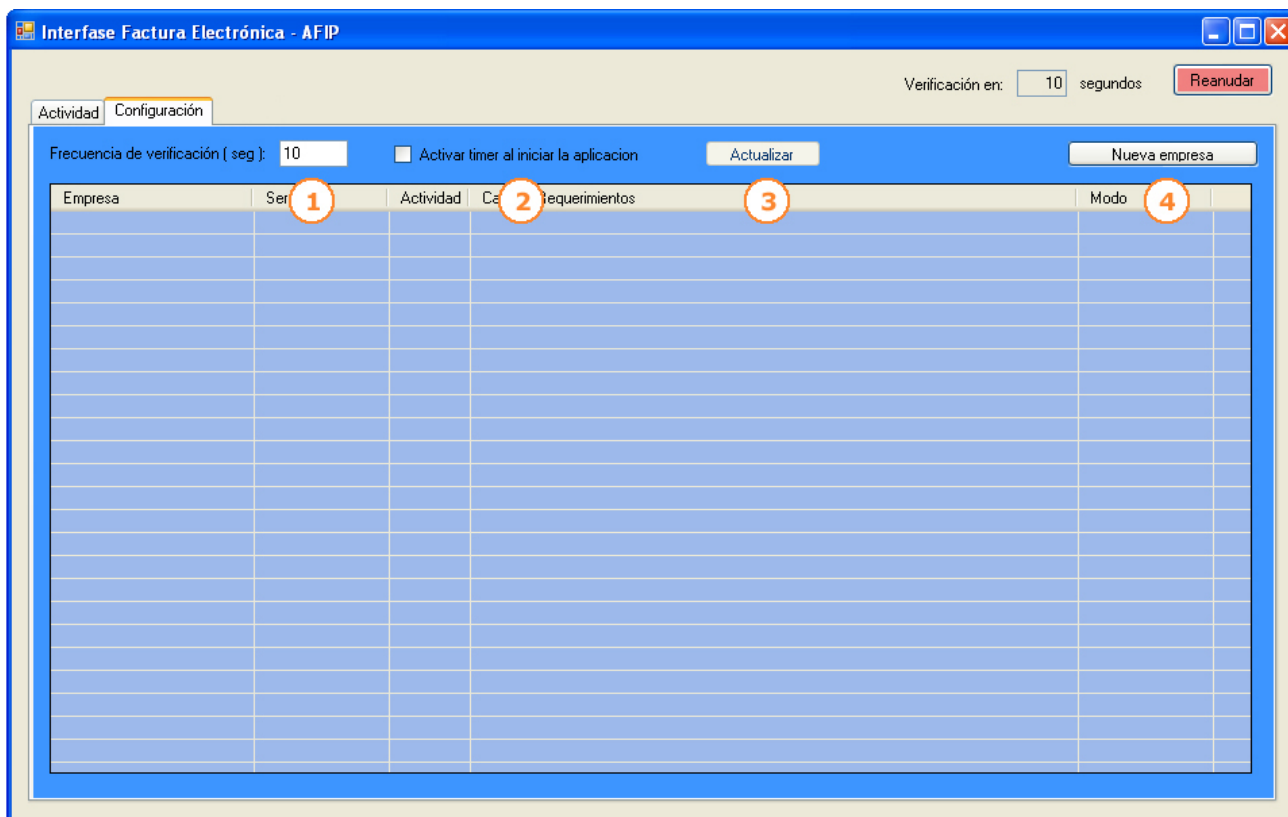 Interfase Factura Electrónica - AFIP
Verificación en: 10 segundos Reanudar
Actividad Configuración
Frecuencia de verificación ( seg ): 10 Activar timer al iniciar la aplicacion Actualizar Nueva empresa
Empresa 1 Actividad 2 Requerimientos 3 Modo 4